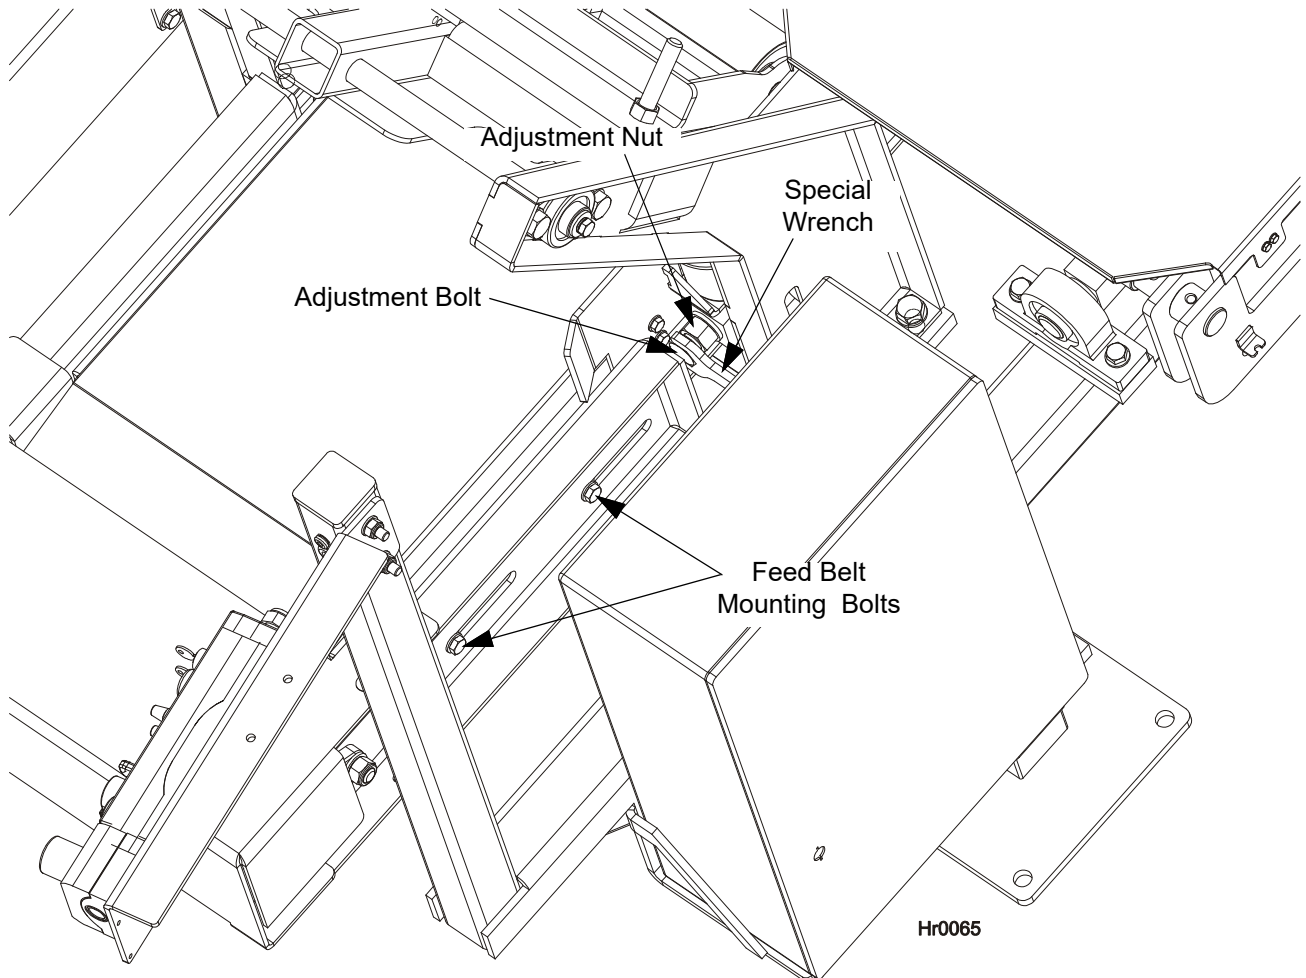 Adjustment Nut
Special
Wrench
Adjustment Bolt
Feed Belt
Mounting  Bolts
Hr0065